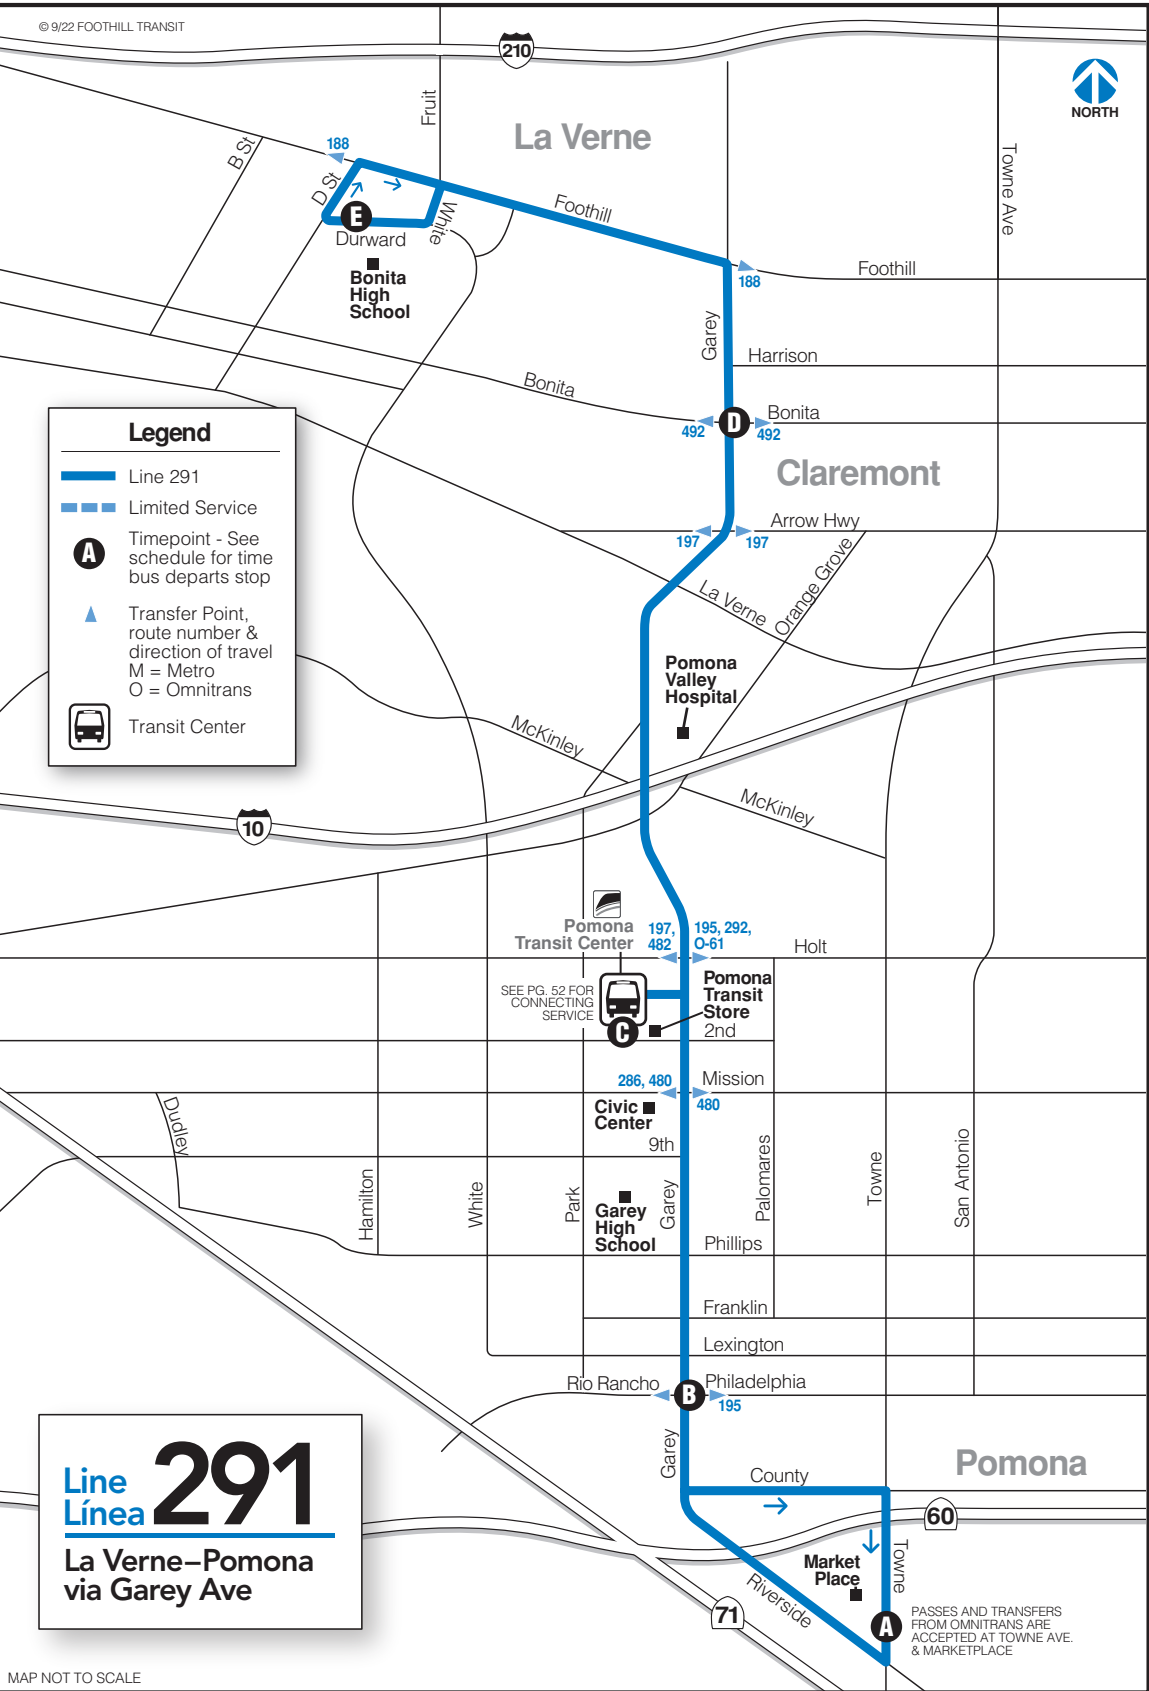 © 9/22 FOOTHILL TRANSIT
210
NORTH
Fruit
La Verne
B St
188
D St
Towne Ave
E
White
Foothill
Durward
Bonita
High
School
Foothill
188
Garey
Harrison
Bonita
Bonita
D
492
492
Claremont
Legend
Line 291
Limited Service
A
Timepoint - See
schedule for time
bus departs stop
Transfer Point,
route number &
direction of travel
M = Metro
O = Omnitrans
Transit Center
Arrow Hwy
197
197
Orange Grove
La Verne
Pomona
Valley
Hospital
McKinley
McKinley
10
Pomona
Transit Center
197,
482
195, 292,
O-61
Holt
SEE PG. 52 FOR
CONNECTING
SERVICE
C
Pomona
Transit
Store
2nd
286, 480
Mission
480
Civic
Center
9th
Dudley
Hamilton
White
Park
Garey
Palomares
Towne
San Antonio
Garey
High
School
Phillips
Franklin
Lexington
Rio Rancho
B
Philadelphia
195
Garey
Pomona
County
60
Line
Línea
291
La Verne–Pomona
via Garey Ave
Market
Place
Towne
Riverside
71
A
PASSES AND TRANSFERS
FROM OMNITRANS ARE
ACCEPTED AT TOWNE AVE.
& MARKETPLACE
MAP NOT TO SCALE